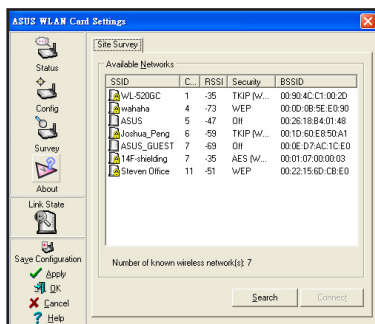 ASUS WLAN Card Settings
Status
Config
Survey
About
Link State
Save Configuration
Apply
OK
Cancel
Help
Site Survey
Available Networks
SSID C... RSSI Security BSSID
WL-520GC 1 -35 TKIP (W... 00:90:4C:C1:00:2D
wahaha 4 -73 WEP 00:0D:0B:5E:E0:90
ASUS 5 -47 Off 00:26:18:B4:01:48
Joshua_Peng 6 -59 TKIP (W... 00:1D:60:E8:50:A1
ASUS_GUEST 7 -69 Off 00:0E:D7:AC:1C:E0
14F-shielding 7 -35 AES (W... 00:01:07:00:00:03
Steven Office 11 -51 WEP 00:22:15:6D:CB:E0
Number of known wireless network(s): 7
Search Connect